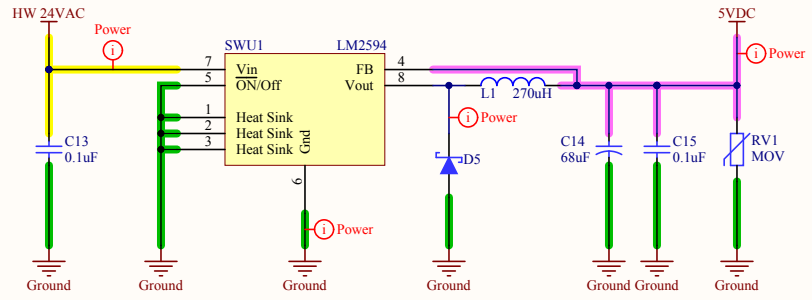 HW 24VAC
5VDC
Power
i
SWU1
LM2594
i
Power
7
Vin
FB
4
5
ON/Off
Vout
8
L1
270uH
1
Heat Sink
2
Heat Sink
3
Heat Sink
Gnd
6
i
Power
C13
0.1uF
D5
C14
68uF
C15
0.1uF
RV1
MOV
i
Power
Ground
Ground
Ground
Ground
Ground
Ground
Ground